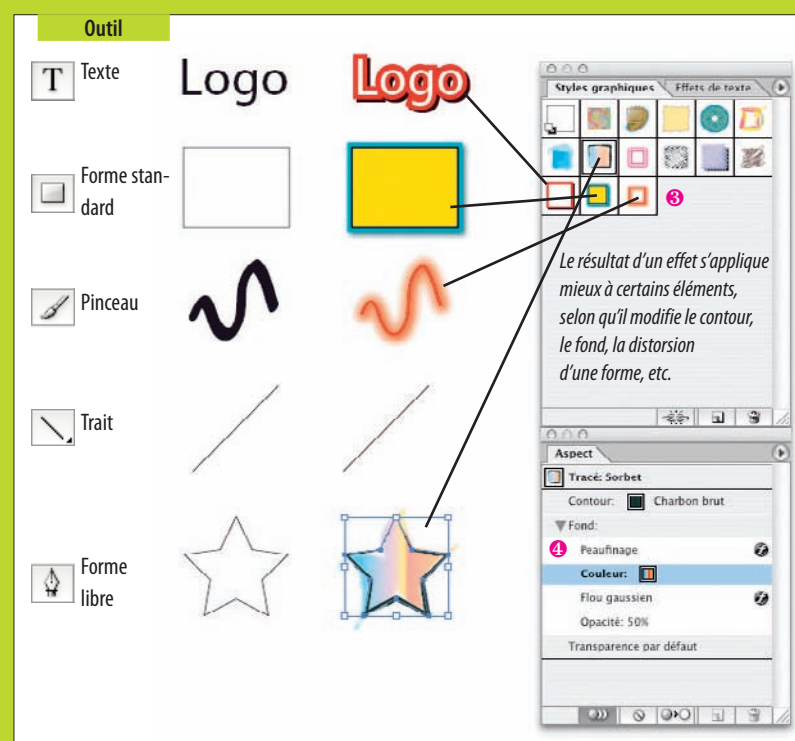 Outil
T
Texte
Logo
Logo
Forme stan-
dard
Pinceau
Trait
Forme
libre
Styles graphiques
Effets de texte
❸
Le résultat d’un effet s’applique
mieux à certains éléments,
selon qu’il modifie le contour,
le fond, la distorsion
d’une forme, etc.
Aspect
Tracé: Sorbet
Contour: Charbon brut
Fond:
❹ Peaufinage
Couleur:
Flou gaussien
Opacité: 50%
Transparence par défaut